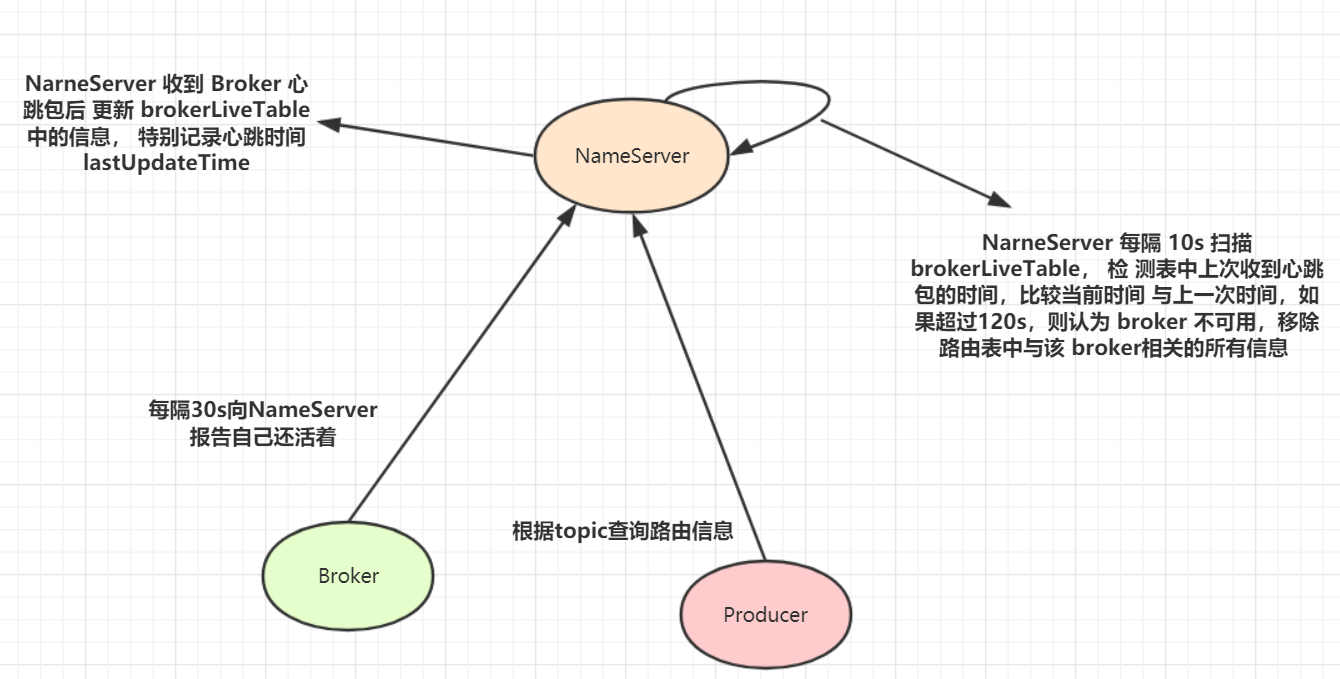 NarneServer 收到 Broker 心
跳包后 更新 brokerLiveTable
中的信息， 特别记录心跳时间
lastUpdateTime
NameServer
NarneServer 每隔 10s 扫描
brokerLiveTable， 检 测表中上次收到心跳
包的时间，比较当前时间 与上一次时间，如
果超过120s，则认为 broker 不可用，移除
路由表中与该 broker相关的所有信息
每隔30s向NameServer
报告自己还活着
根据topic查询路由信息
Broker
Producer